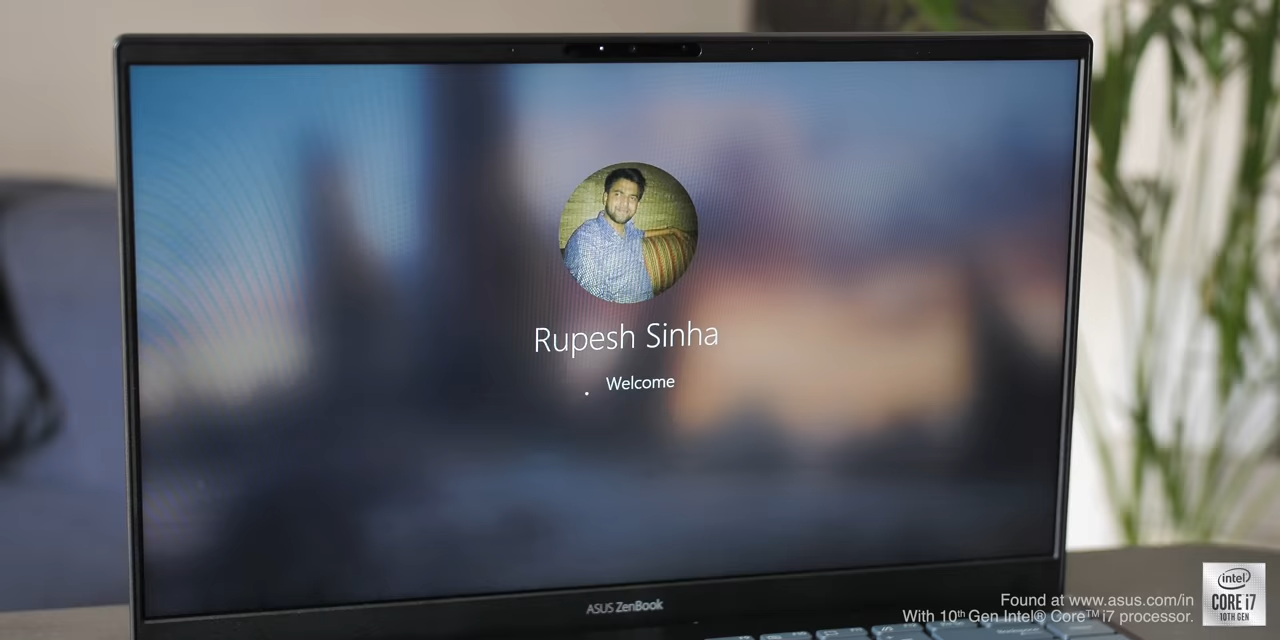 Rupesh Sinha
Welcome
ASUS ZenBook
Found at www.asus.com/in
With 10th Gen Intel® Core™ i7 processor.
intel
CORE i7
10TH GEN